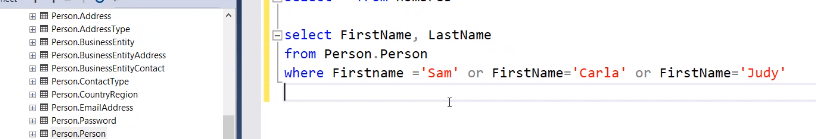 Person.Address
Person.AddressType
Person.BusinessEntity
Person.BusinessEntityAddress
Person.BusinessEntityContact
Person.ContactType
Person.CountryRegion
Person.EmailAddress
Person.Password
Person.Person
select FirstName, LastName
from Person.Person
where Firstname ='Sam' or FirstName='Carla' or FirstName='Judy'